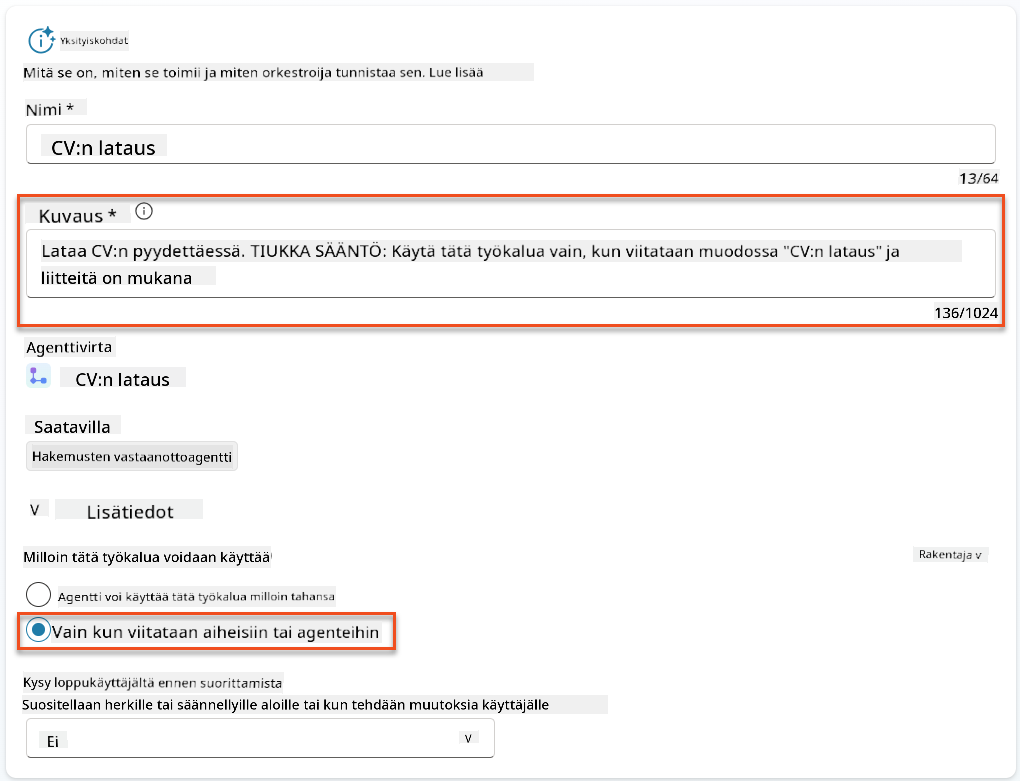 Yksityiskohdat
Mitä se on, miten se toimii ja miten orkestroija tunnistaa sen. Lue lisää
Nimi *
CV:n lataus
13/64
Kuvaus *
Lataa CV:n pyydettäessä. TIUKKA SÄÄNTÖ: Käytä tätä työkalua vain, kun viitataan muodossa "CV:n lataus" ja
liitteitä on mukana
136/1024
Agenttivirta
CV:n lataus
Saatavilla
Hakemusten vastaanottoagentti
V Lisätiedot
Milloin tätä työkalua voidaan käyttää
Rakentaja v
Agentti voi käyttää tätä työkalua milloin tahansa
Vain kun viitataan aiheisiin tai agenteihin
Kysy loppukäyttäjältä ennen suorittamista
Suositellaan herkille tai säännellyille aloille tai kun tehdään muutoksia käyttäjälle
Ei V